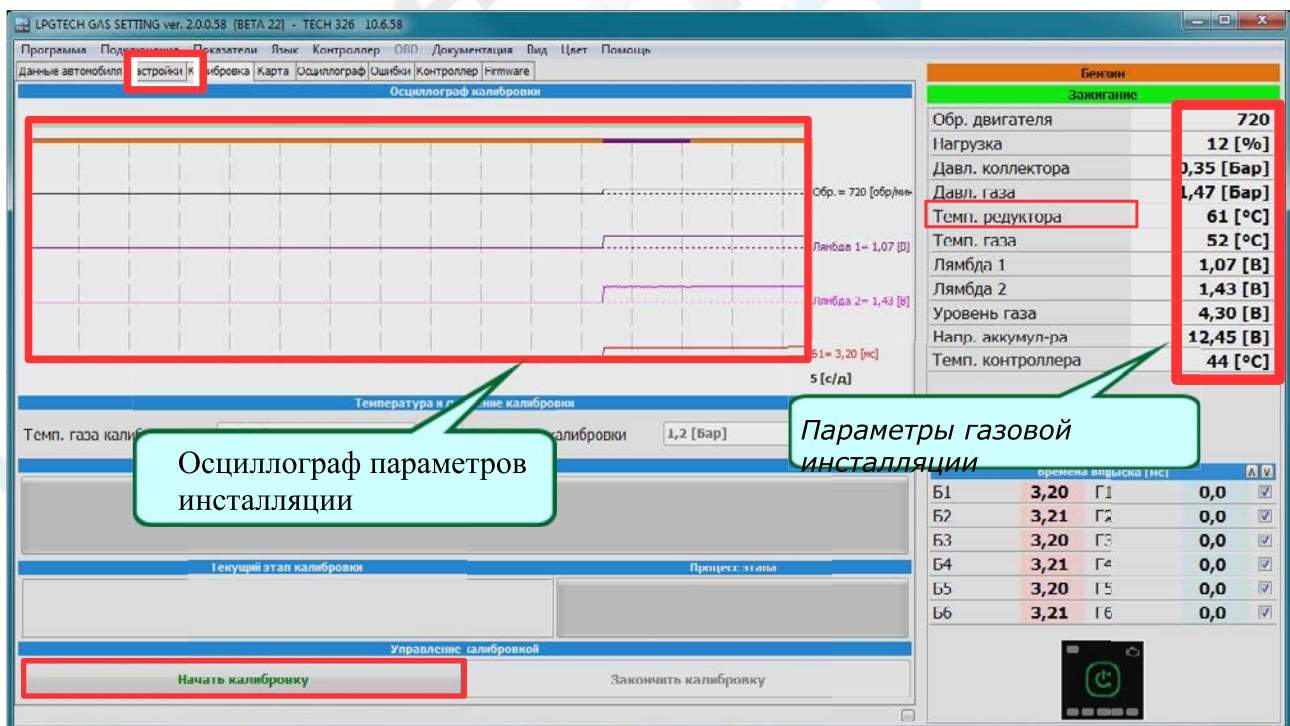 LPGTECH GAS SETTING ver. 2.0.0.58 [BETA 22] - TECH 326 10.6.58
Программа Показатели Язык Контроллер OBD Документация Вид Цвет Помощь
Данные автомобиля Карта Осциллограф Ошибки Контроллер Firmware
Осциллограф калибровки
Обр. = 720 [обр/мин
Лямбда 1= 1,07 [В]
Лямбда 2= 1,43 [В]
Б1= 3,20 [мс]
5 [с/д]
Температура и
калибровки
Темп. газа
калибровки 1,2 [Бар]
Осциллограф параметров
инсталляции
Текущий этап калибровки Процесс этапа
Управление калибровкой
Начать калибровку Закончить калибровку
Бензин
Зажигание
Обр. двигателя 720
Нагрузка 12 [%]
Давл. коллектора 0,35 [Бар]
Давл. газа 1,47 [Бар]
Темп. редуктора 61 [°C]
Темп. газа 52 [°C]
Лямбда 1 1,07 [В]
Лямбда 2 1,43 [В]
Уровень газа 4,30 [В]
Напр. аккумул-ра 12,45 [В]
Темп. контроллера 44 [°C]
Параметры газовой
инсталляции
Времена впрыска [мс]
Б1 3,20 Г1 0,0
Б2 3,21 Г2 0,0
Б3 3,20 Г3 0,0
Б4 3,21 Г4 0,0
Б5 3,20 Г5 0,0
Б6 3,21 Г6 0,0